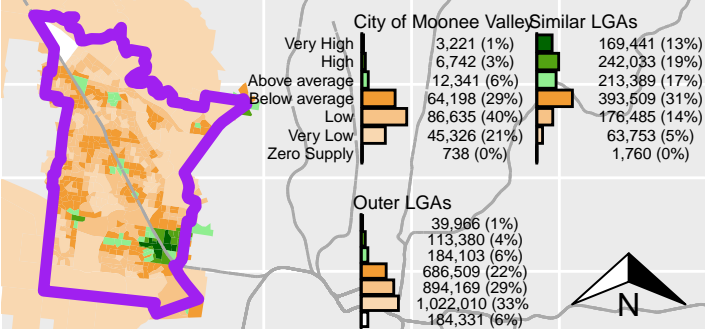 City of Moonee Valley Similar LGAs
Very High 3,221 (1%) 169,441 (13%)
High 6,742 (3%) 242,033 (19%)
Above average 12,341 (6%) 213,389 (17%)
Below average 64,198 (29%) 393,509 (31%)
Low 86,635 (40%) 176,485 (14%)
Very Low 45,326 (21%) 63,753 (5%)
Zero Supply 738 (0%) 1,760 (0%)
Outer LGAs
39,966 (1%)
113,380 (4%)
184,103 (6%)
686,509 (22%)
894,169 (29%)
1,022,010 (33%
184,331 (6%)
N